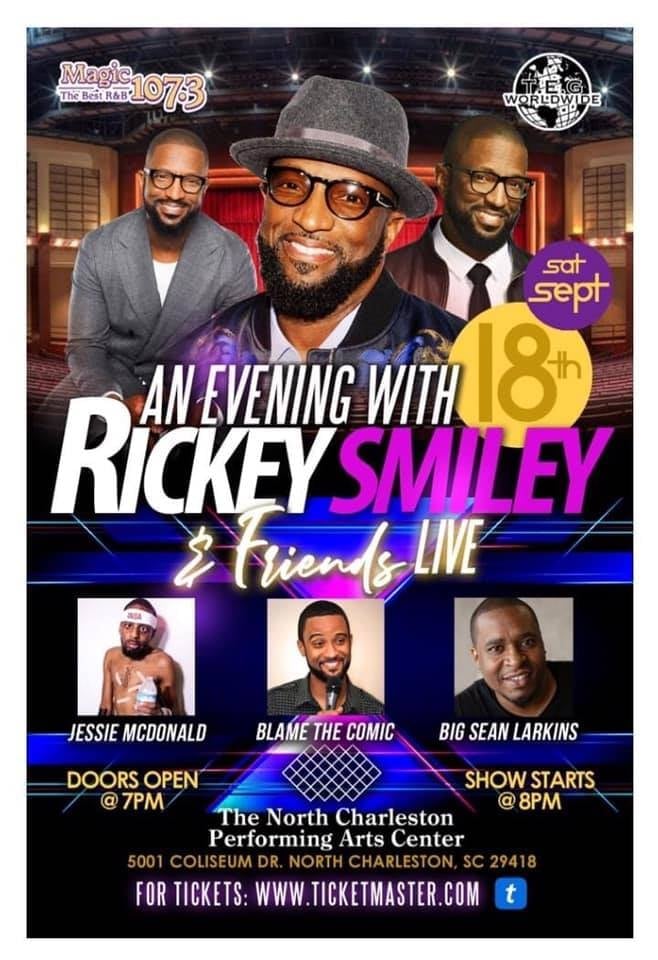 Magic 107.3
The Best R&B
T.E.G
WORLDWIDE
sat
sept
18th
AN EVENING WITH
RICKEY SMILEY
& Friends LIVE
JESSIE MCDONALD
BLAME THE COMIC
BIG SEAN LARKINS
DOORS OPEN
@ 7PM
SHOW STARTS
@ 8PM
The North Charleston
Performing Arts Center
5001 COLISEUM DR. NORTH CHARLESTON, SC 29418
FOR TICKETS: WWW.TICKETMASTER.COM t